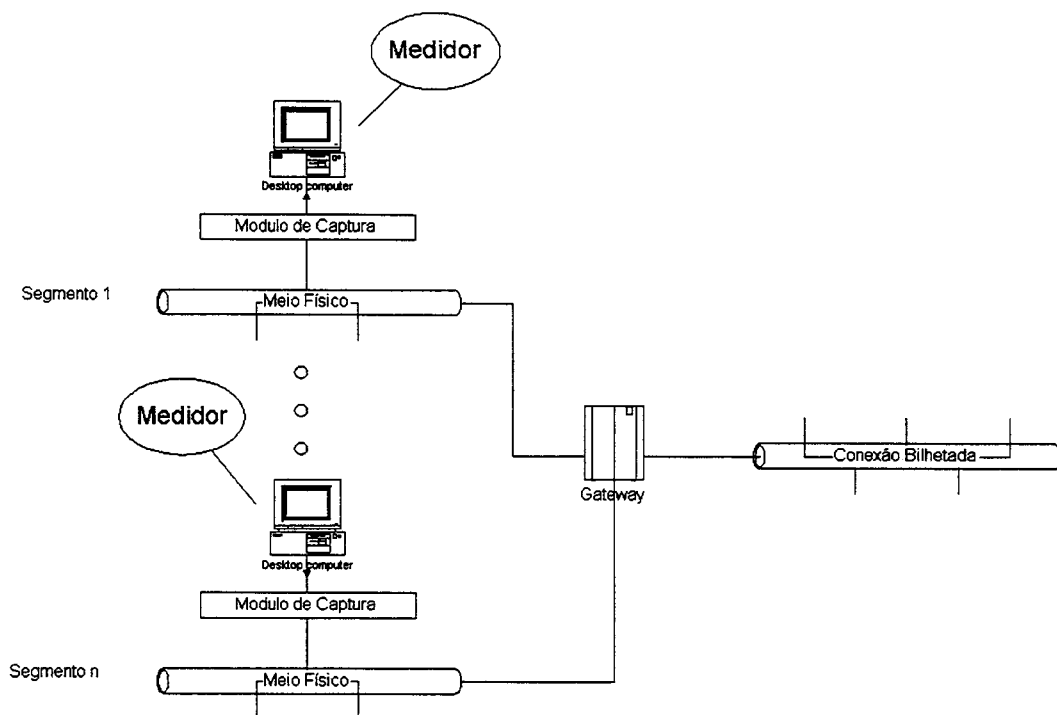 Medidor
Desktop computer
Modulo de Captura
Segmento 1
Meio Físico
Medidor
Conexão Bilhetada
Gateway
Desktop computer
Modulo de Captura
Segmento n
Meio Físico